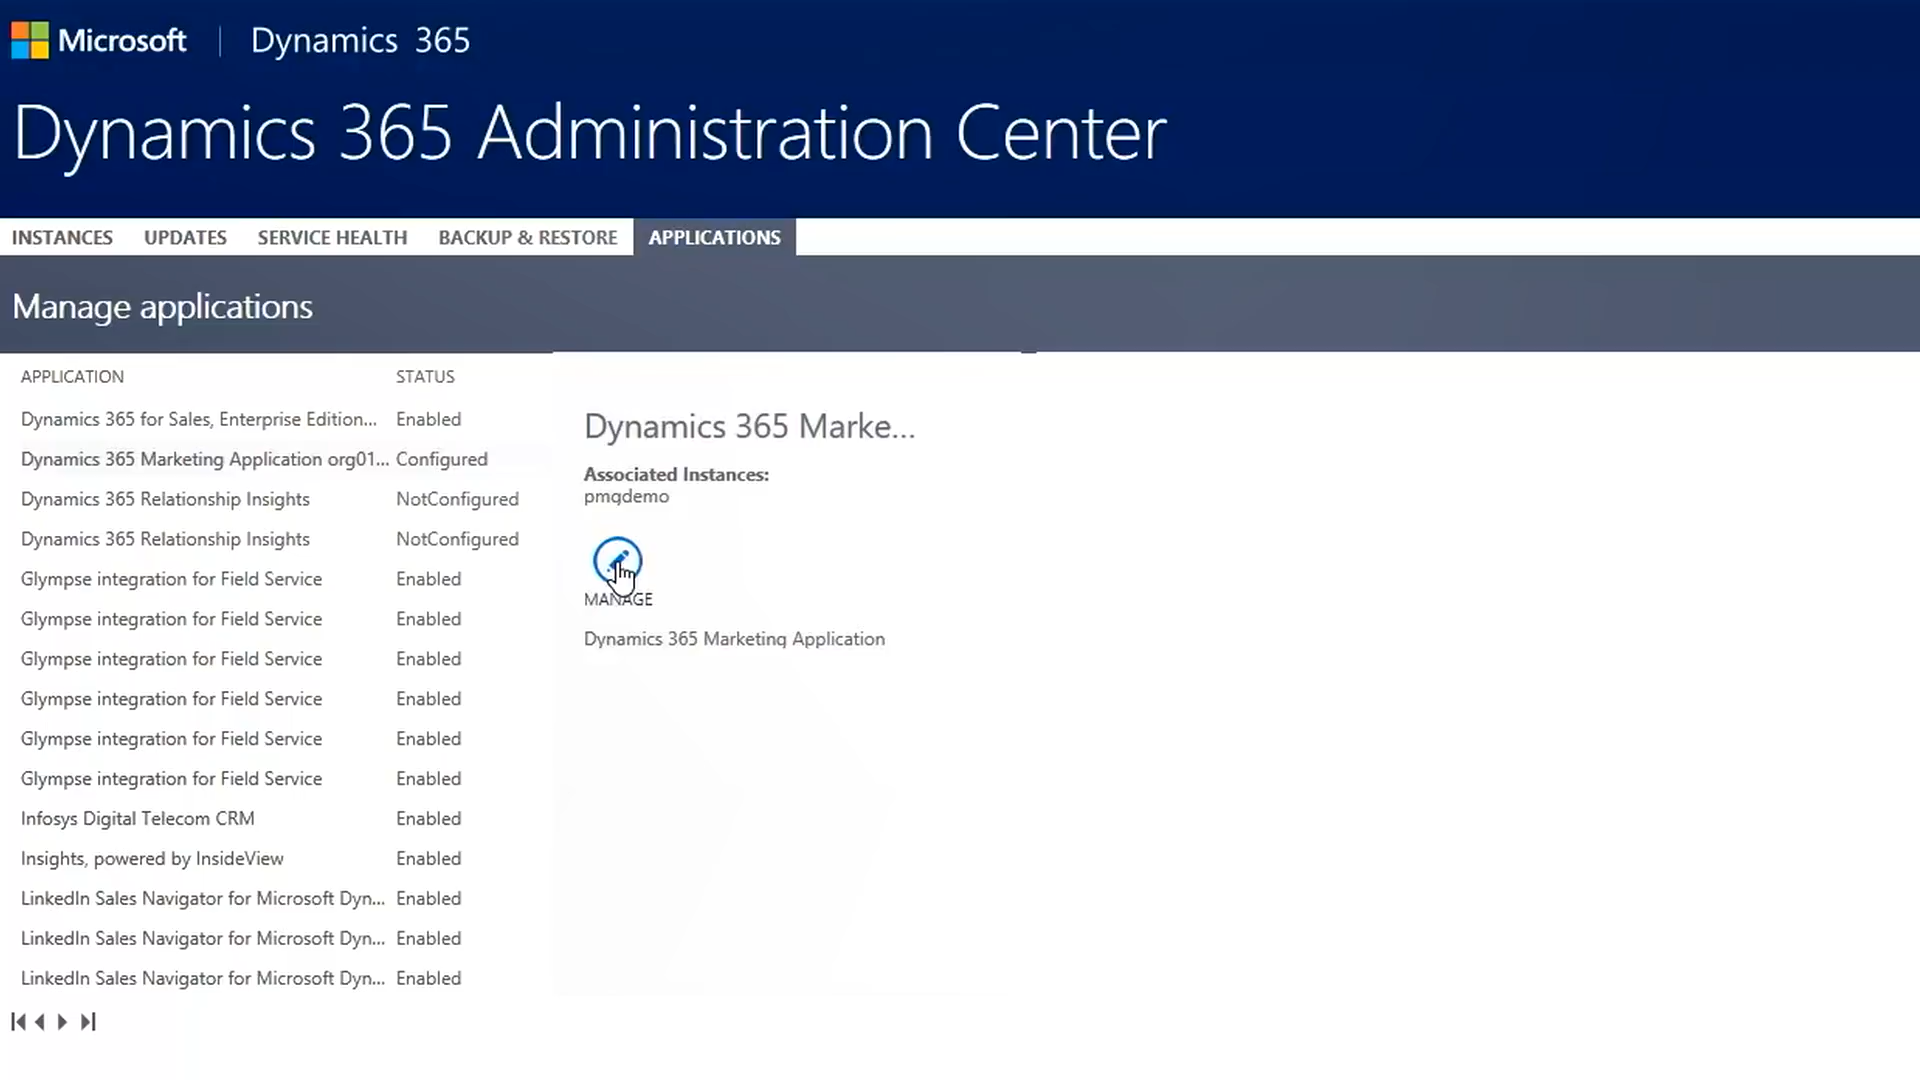 Microsoft | Dynamics 365
Dynamics 365 Administration Center
INSTANCES UPDATES SERVICE HEALTH BACKUP & RESTORE APPLICATIONS
Manage applications
APPLICATION STATUS
Dynamics 365 for Sales, Enterprise Edition... Enabled
Dynamics 365 Marketing Application org01... Configured
Dynamics 365 Relationship Insights NotConfigured
Dynamics 365 Relationship Insights NotConfigured
Glympse integration for Field Service Enabled
Glympse integration for Field Service Enabled
Glympse integration for Field Service Enabled
Glympse integration for Field Service Enabled
Glympse integration for Field Service Enabled
Glympse integration for Field Service Enabled
Infosys Digital Telecom CRM Enabled
Insights, powered by InsideView Enabled
LinkedIn Sales Navigator for Microsoft Dyn... Enabled
LinkedIn Sales Navigator for Microsoft Dyn... Enabled
LinkedIn Sales Navigator for Microsoft Dyn... Enabled
Dynamics 365 Marke...
Associated Instances:
pmgdemo
MANAGE
Dynamics 365 Marketing Application